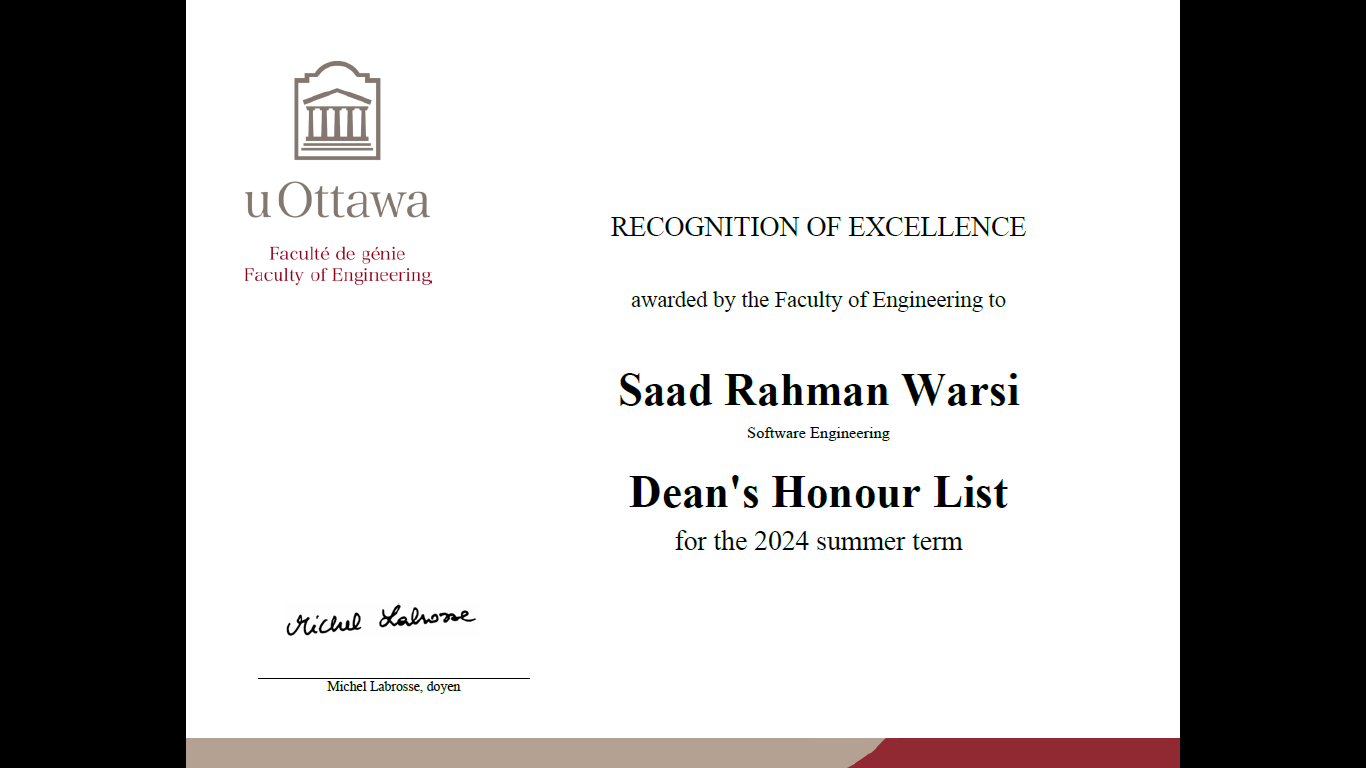 uOttawa
Faculté de génie
Faculty of Engineering
RECOGNITION OF EXCELLENCE
awarded by the Faculty of Engineering to
Saad Rahman Warsi
Software Engineering
Dean's Honour List
for the 2024 summer term
Michel Labrosse
Michel Labrosse, doyen